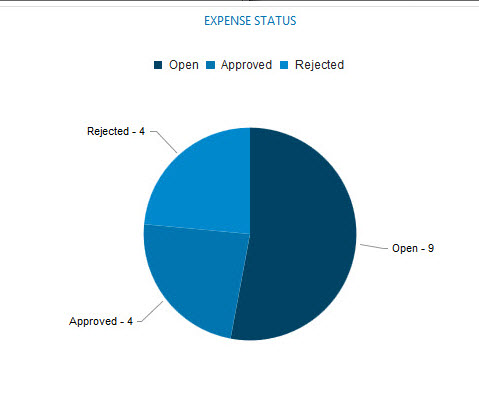 EXPENSE STATUS
Open Approved Rejected
Rejected - 4
Open - 9
Approved - 4